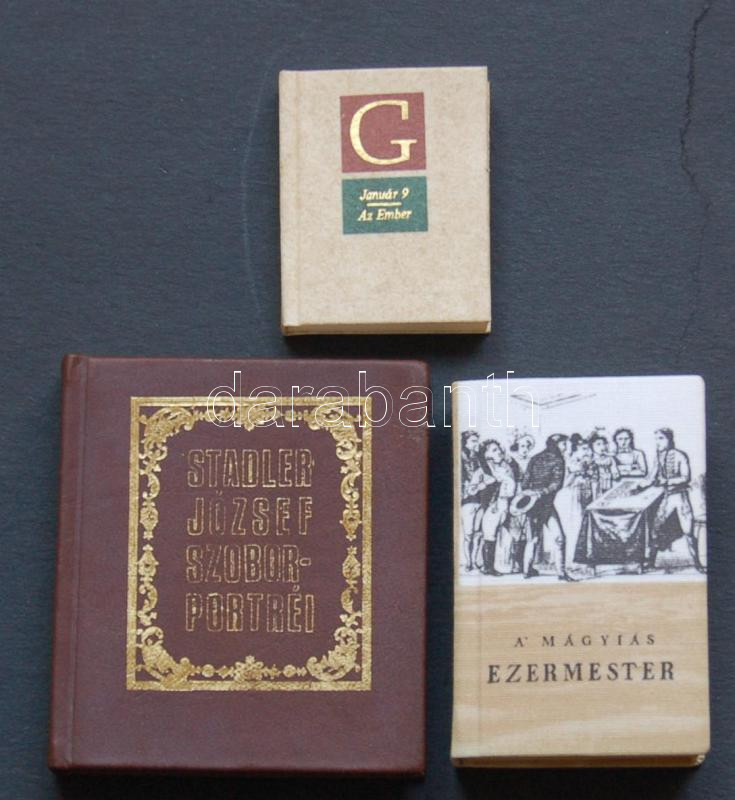 G
Január 9
Az Ember
darabanth
STADLER
JÓZSEF
SZOBOR-
PORTRÉI
A' MÁGYIÁS
EZERMESTER